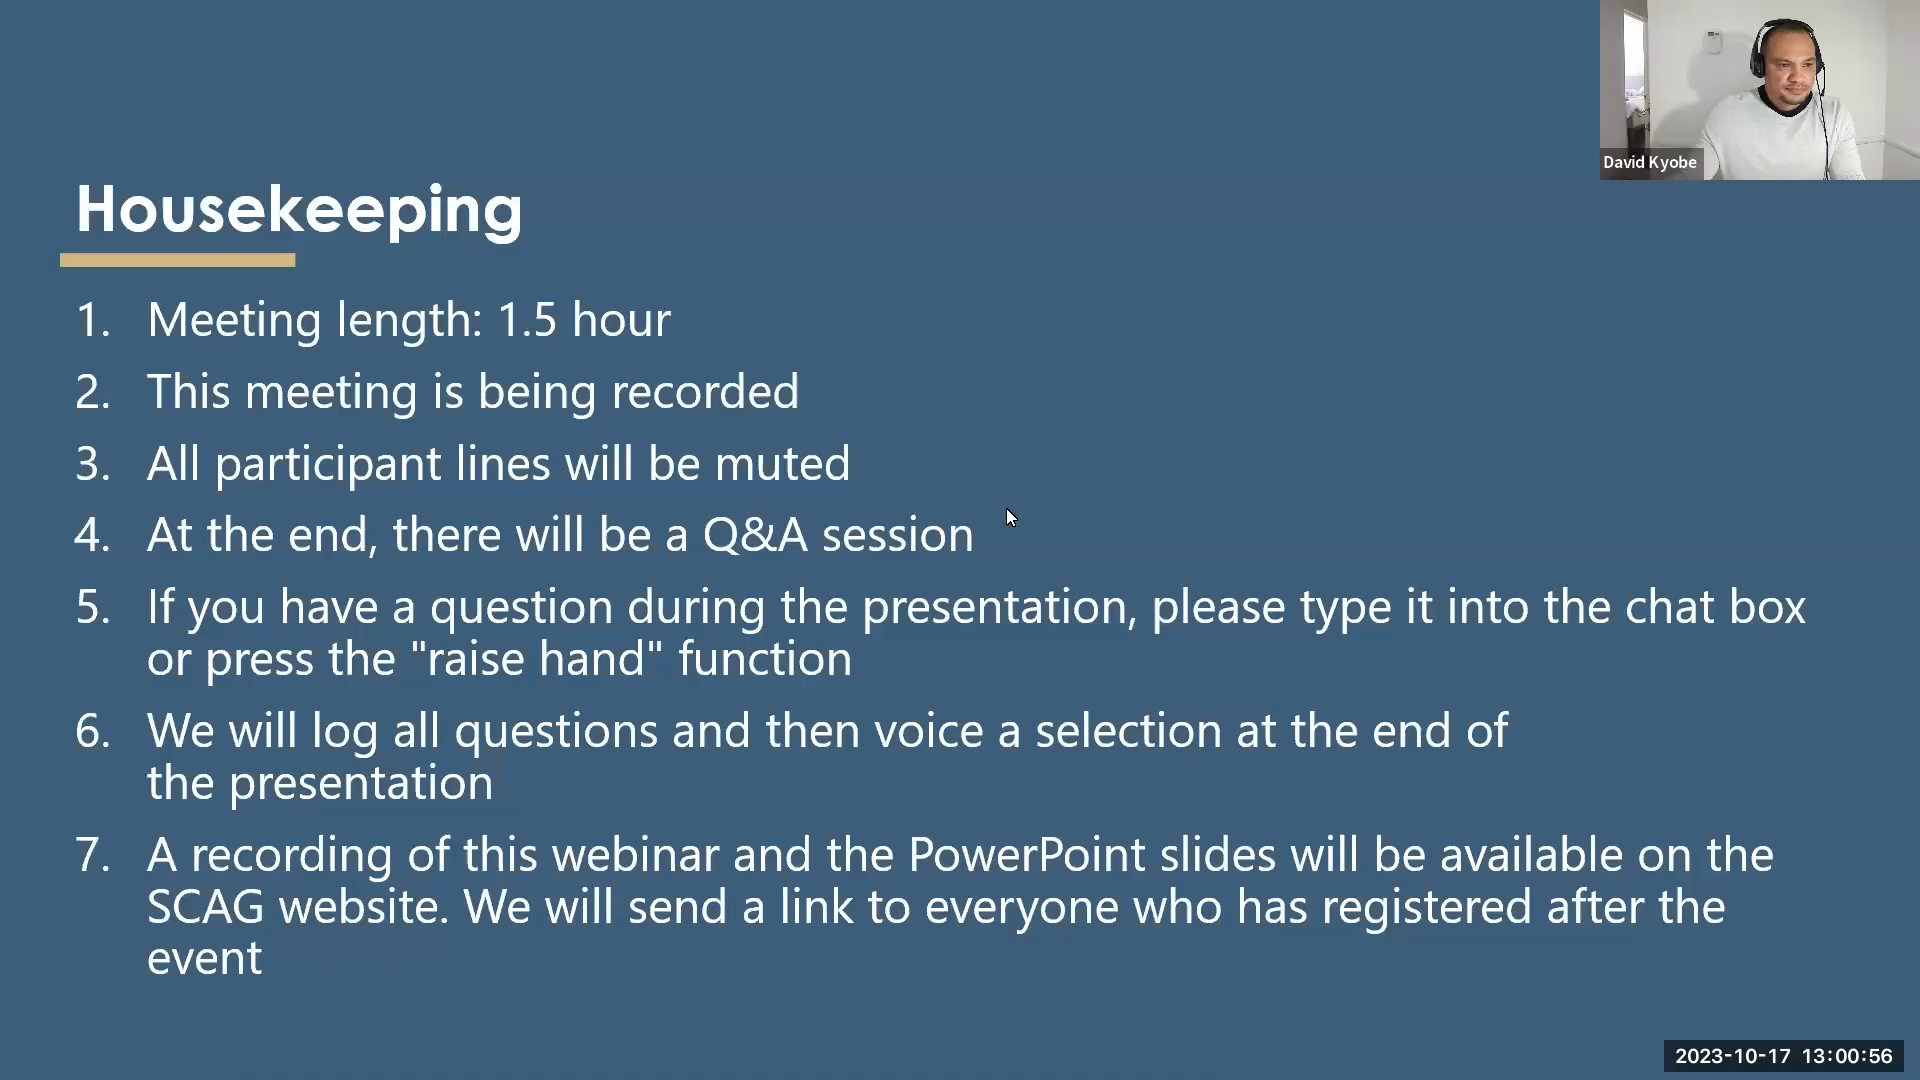 David Kyobe
Housekeeping
1. Meeting length: 1.5 hour
2. This meeting is being recorded
3. All participant lines will be muted
4. At the end, there will be a Q&A session
5. If you have a question during the presentation, please type it into the chat box
or press the "raise hand" function
6. We will log all questions and then voice a selection at the end of
the presentation
7. A recording of this webinar and the PowerPoint slides will be available on the
SCAG website. We will send a link to everyone who has registered after the
event
2023-10-17 13:00:56